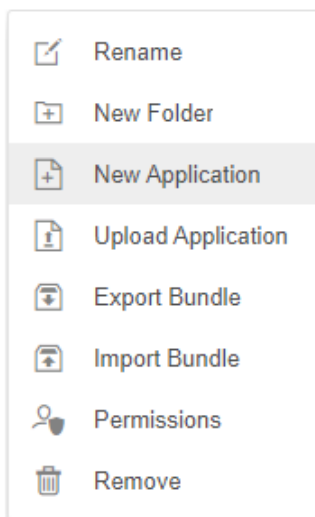 Rename
New Folder
New Application
Upload Application
Export Bundle
Import Bundle
Permissions
Remove